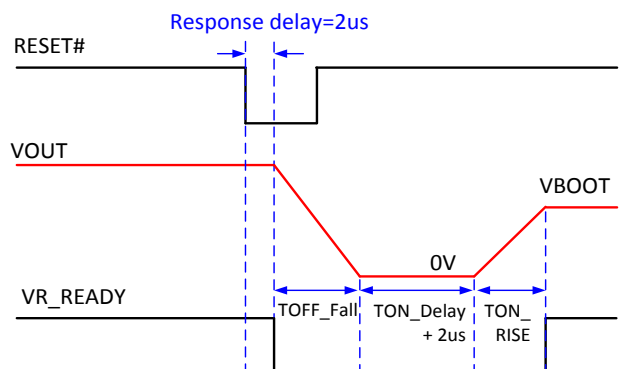 Response delay=2us
RESET#
VOUT
VBOOT
0V
VR_READY
TOFF_Fall
TON_Delay
+ 2us
TON_
RISE